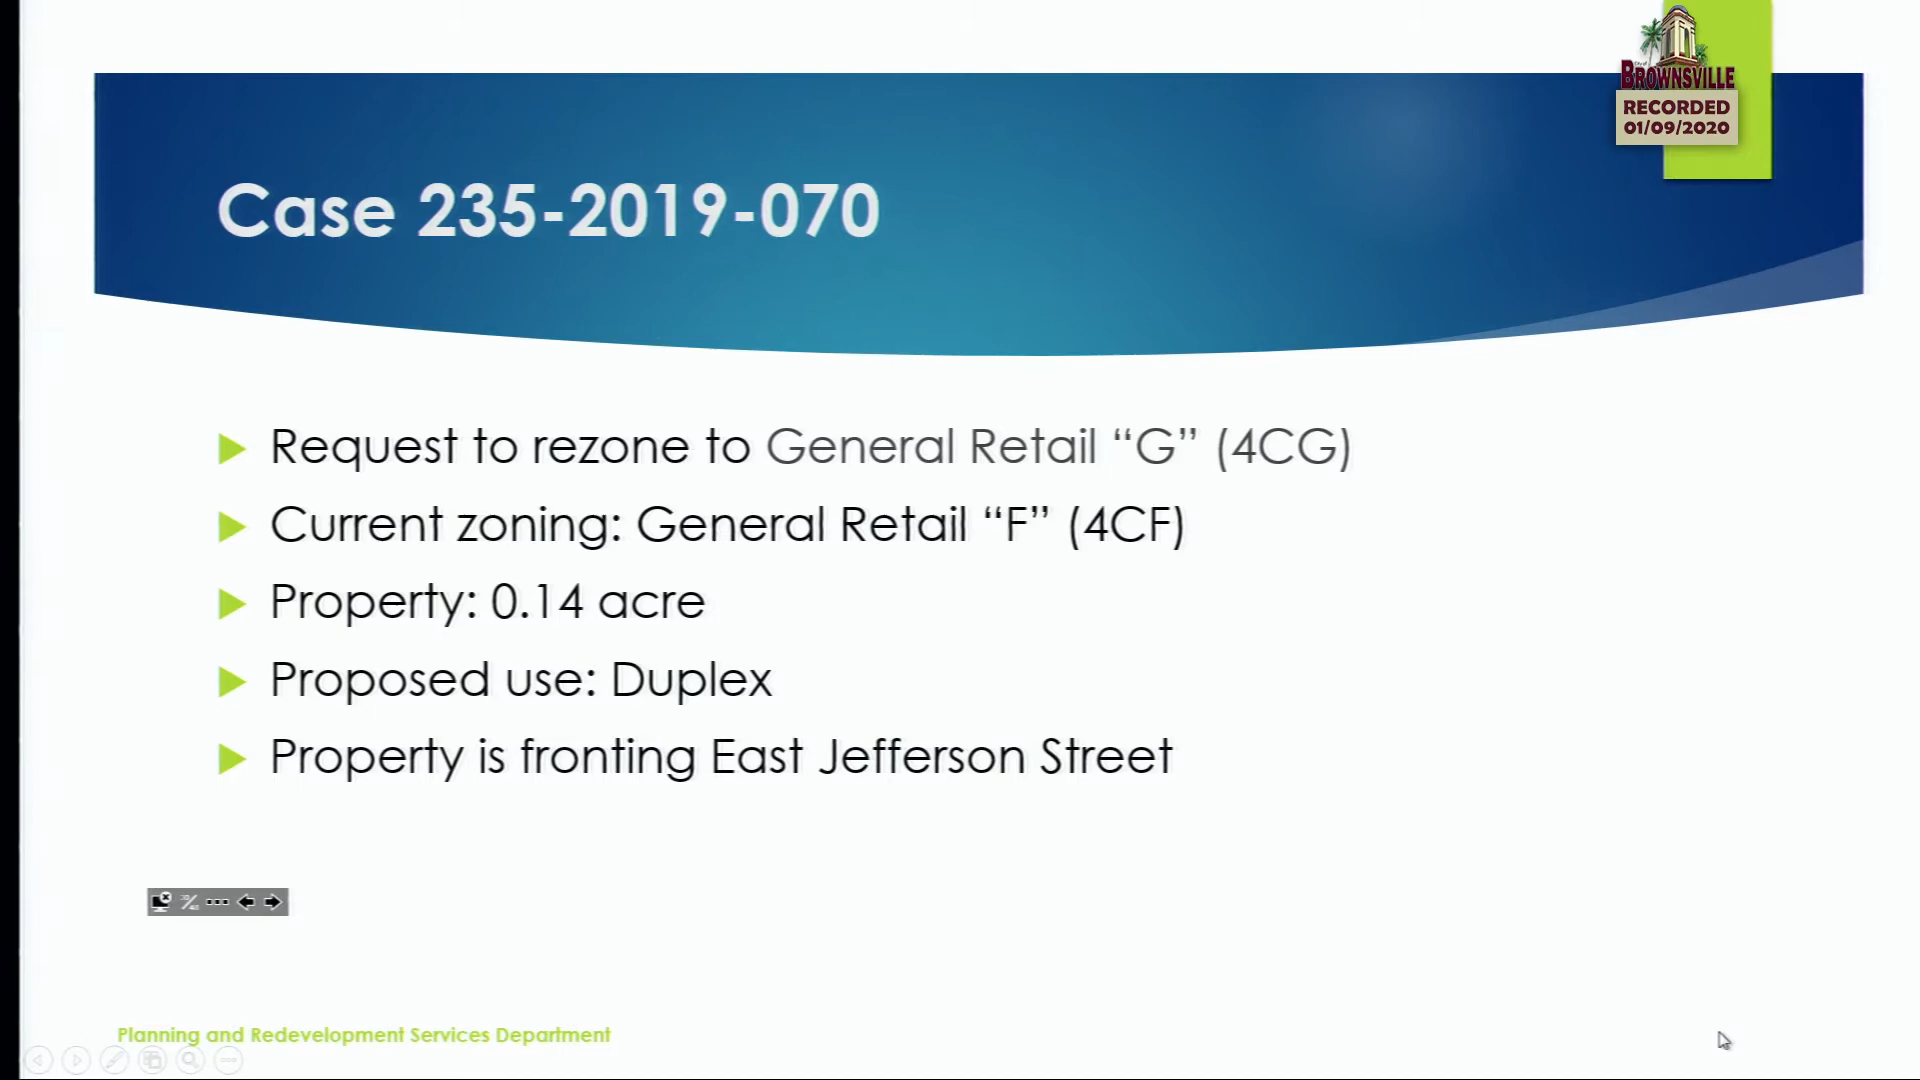 BROWNSVILLE
RECORDED
01/09/2020
Case 235-2019-070
Request to rezone to General Retail “G” (4CG)
Current zoning: General Retail “F” (4CF)
Property: 0.14 acre
Proposed use: Duplex
Property is fronting East Jefferson Street
Planning and Redevelopment Services Department